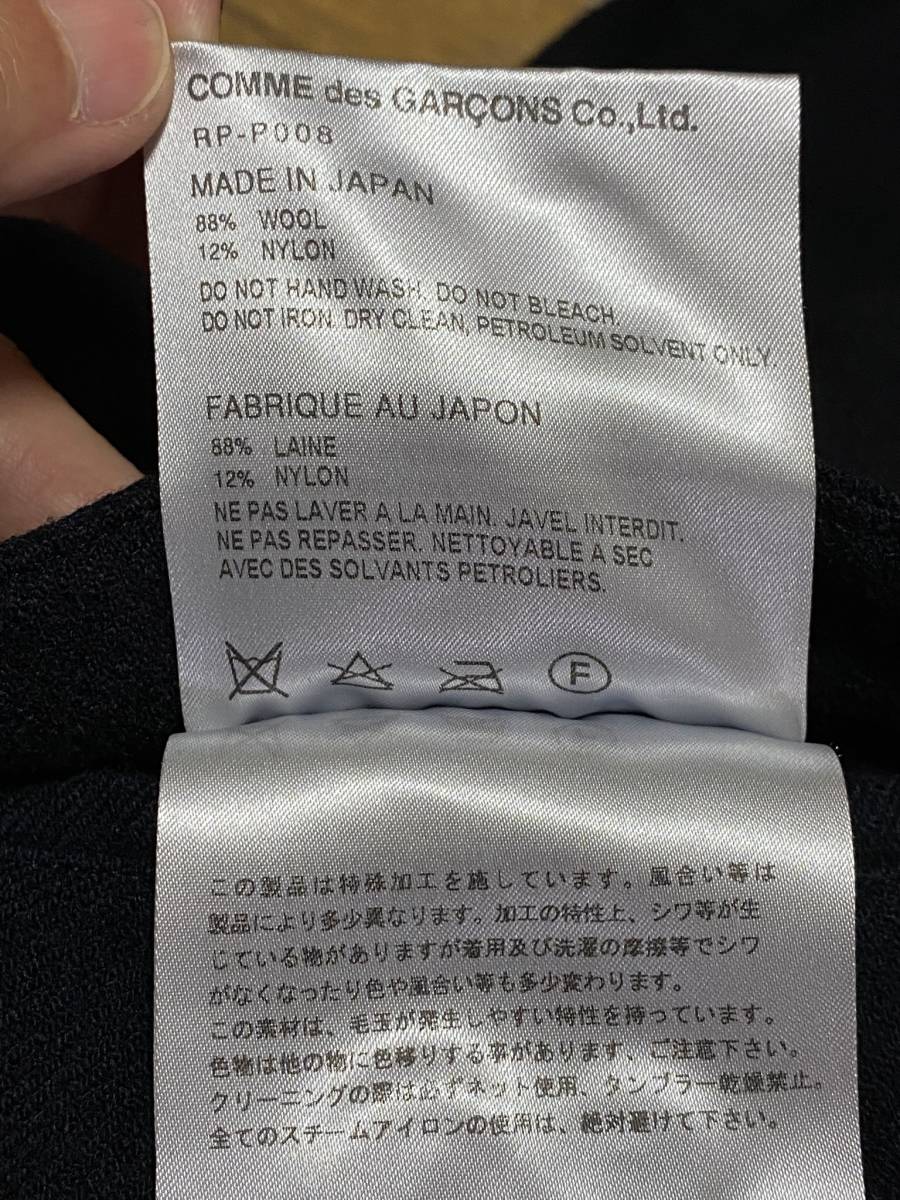 COMME des GARÇONS Co.,Ltd.
RP-P008
MADE IN JAPAN
88% WOOL
12% NYLON
DO NOT HAND WASH. DO NOT BLEACH.
DO NOT IRON. DRY CLEAN, PETROLEUM SOLVENT ONLY.
FABRIQUE AU JAPON
88% LAINE
12% NYLON
NE PAS LAVER A LA MAIN. JAVEL INTERDIT.
NE PAS REPASSER. NETTOYABLE A SEC
AVEC DES SOLVANTS PETROLIERS.
F
この製品は特殊加工を施しています。風合い等は
製品により多少異なります。加工の特性上、シワ等が生
じている物がありますが着用及び洗濯の摩擦等でシワ
がなくなったり色や風合い等も多少変わります。
この素材は、毛玉が発生しやすい特性を持っています。
色物は他の物に色移りする事があります、ご注意下さい。
クリーニングの際は必ずネット使用、タンブラー乾燥禁止。
全てのスチームアイロンの使用は、絶対避けて下さい。